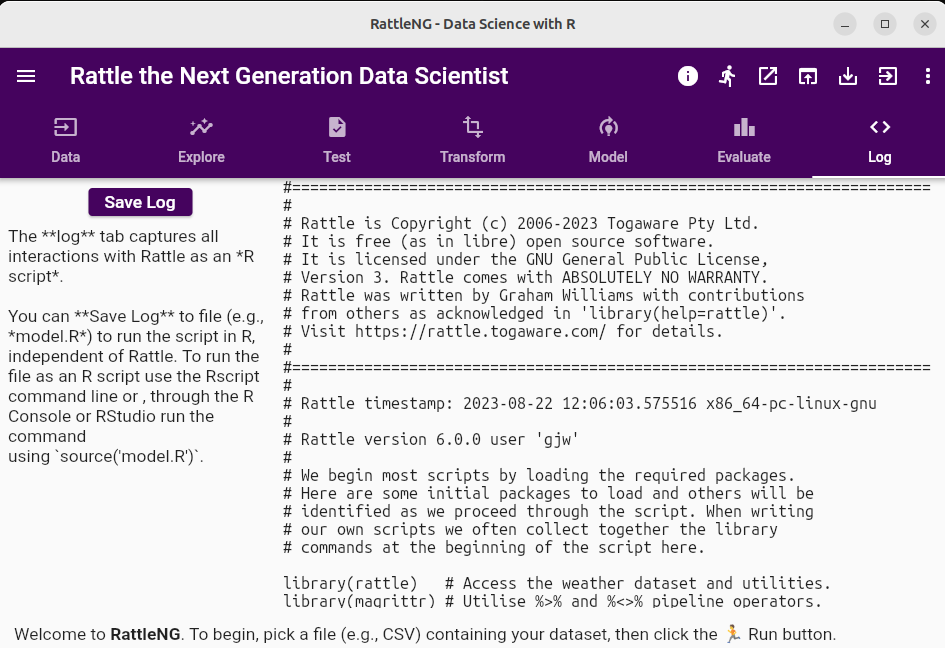 RattleNG - Data Science with R
Rattle the Next Generation Data Scientist
Data
Explore
Test
Transform
Model
Evaluate
Log
Save Log
The **log** tab captures all
interactions with Rattle as an *R
script*.
You can **Save Log** to file (e.g.,
*model.R*) to run the script in R,
independent of Rattle. To run the
file as an R script use the Rscript
command line or , through the R
Console or RStudio run the
command
using `source('model.R')`.
#=======================================================================
#
# Rattle is Copyright (c) 2006-2023 Togaware Pty Ltd.
# It is free (as in libre) open source software.
# It is licensed under the GNU General Public License,
# Version 3. Rattle comes with ABSOLUTELY NO WARRANTY.
# Rattle was written by Graham Williams with contributions
# from others as acknowledged in 'library(help=rattle)'.
# Visit https://rattle.togaware.com/ for details.
#
#=======================================================================
#
# Rattle timestamp: 2023-08-22 12:06:03.575516 x86_64-pc-linux-gnu
#
# Rattle version 6.0.0 user 'gjw'
#
# We begin most scripts by loading the required packages.
# Here are some initial packages to load and others will be
# identified as we proceed through the script. When writing
# our own scripts we often collect together the library
# commands at the beginning of the script here.
library(rattle)   # Access the weather dataset and utilities.
library(magrittr) # Utilise %>% and %<>% pipeline operators.
Welcome to RattleNG. To begin, pick a file (e.g., CSV) containing your dataset, then click the 🏃 Run button.